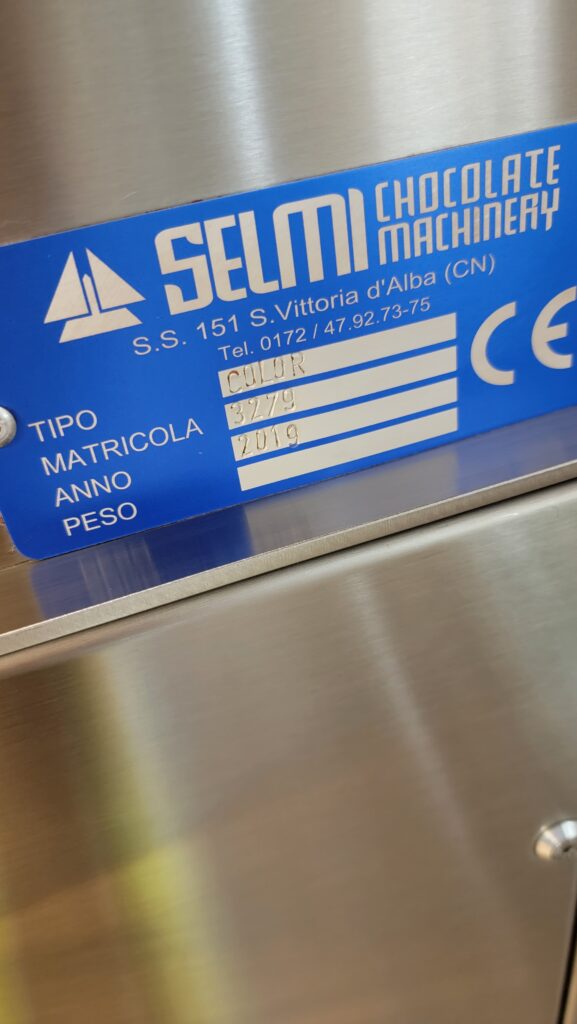 SELMI CHOCOLATE MACHINERY
S.S. 151 S.Vittoria d'Alba (CN)
Tel. 0172 / 47.92.73-75
CE
TIPO COLOR
MATRICOLA 3279
ANNO 2019
PESO